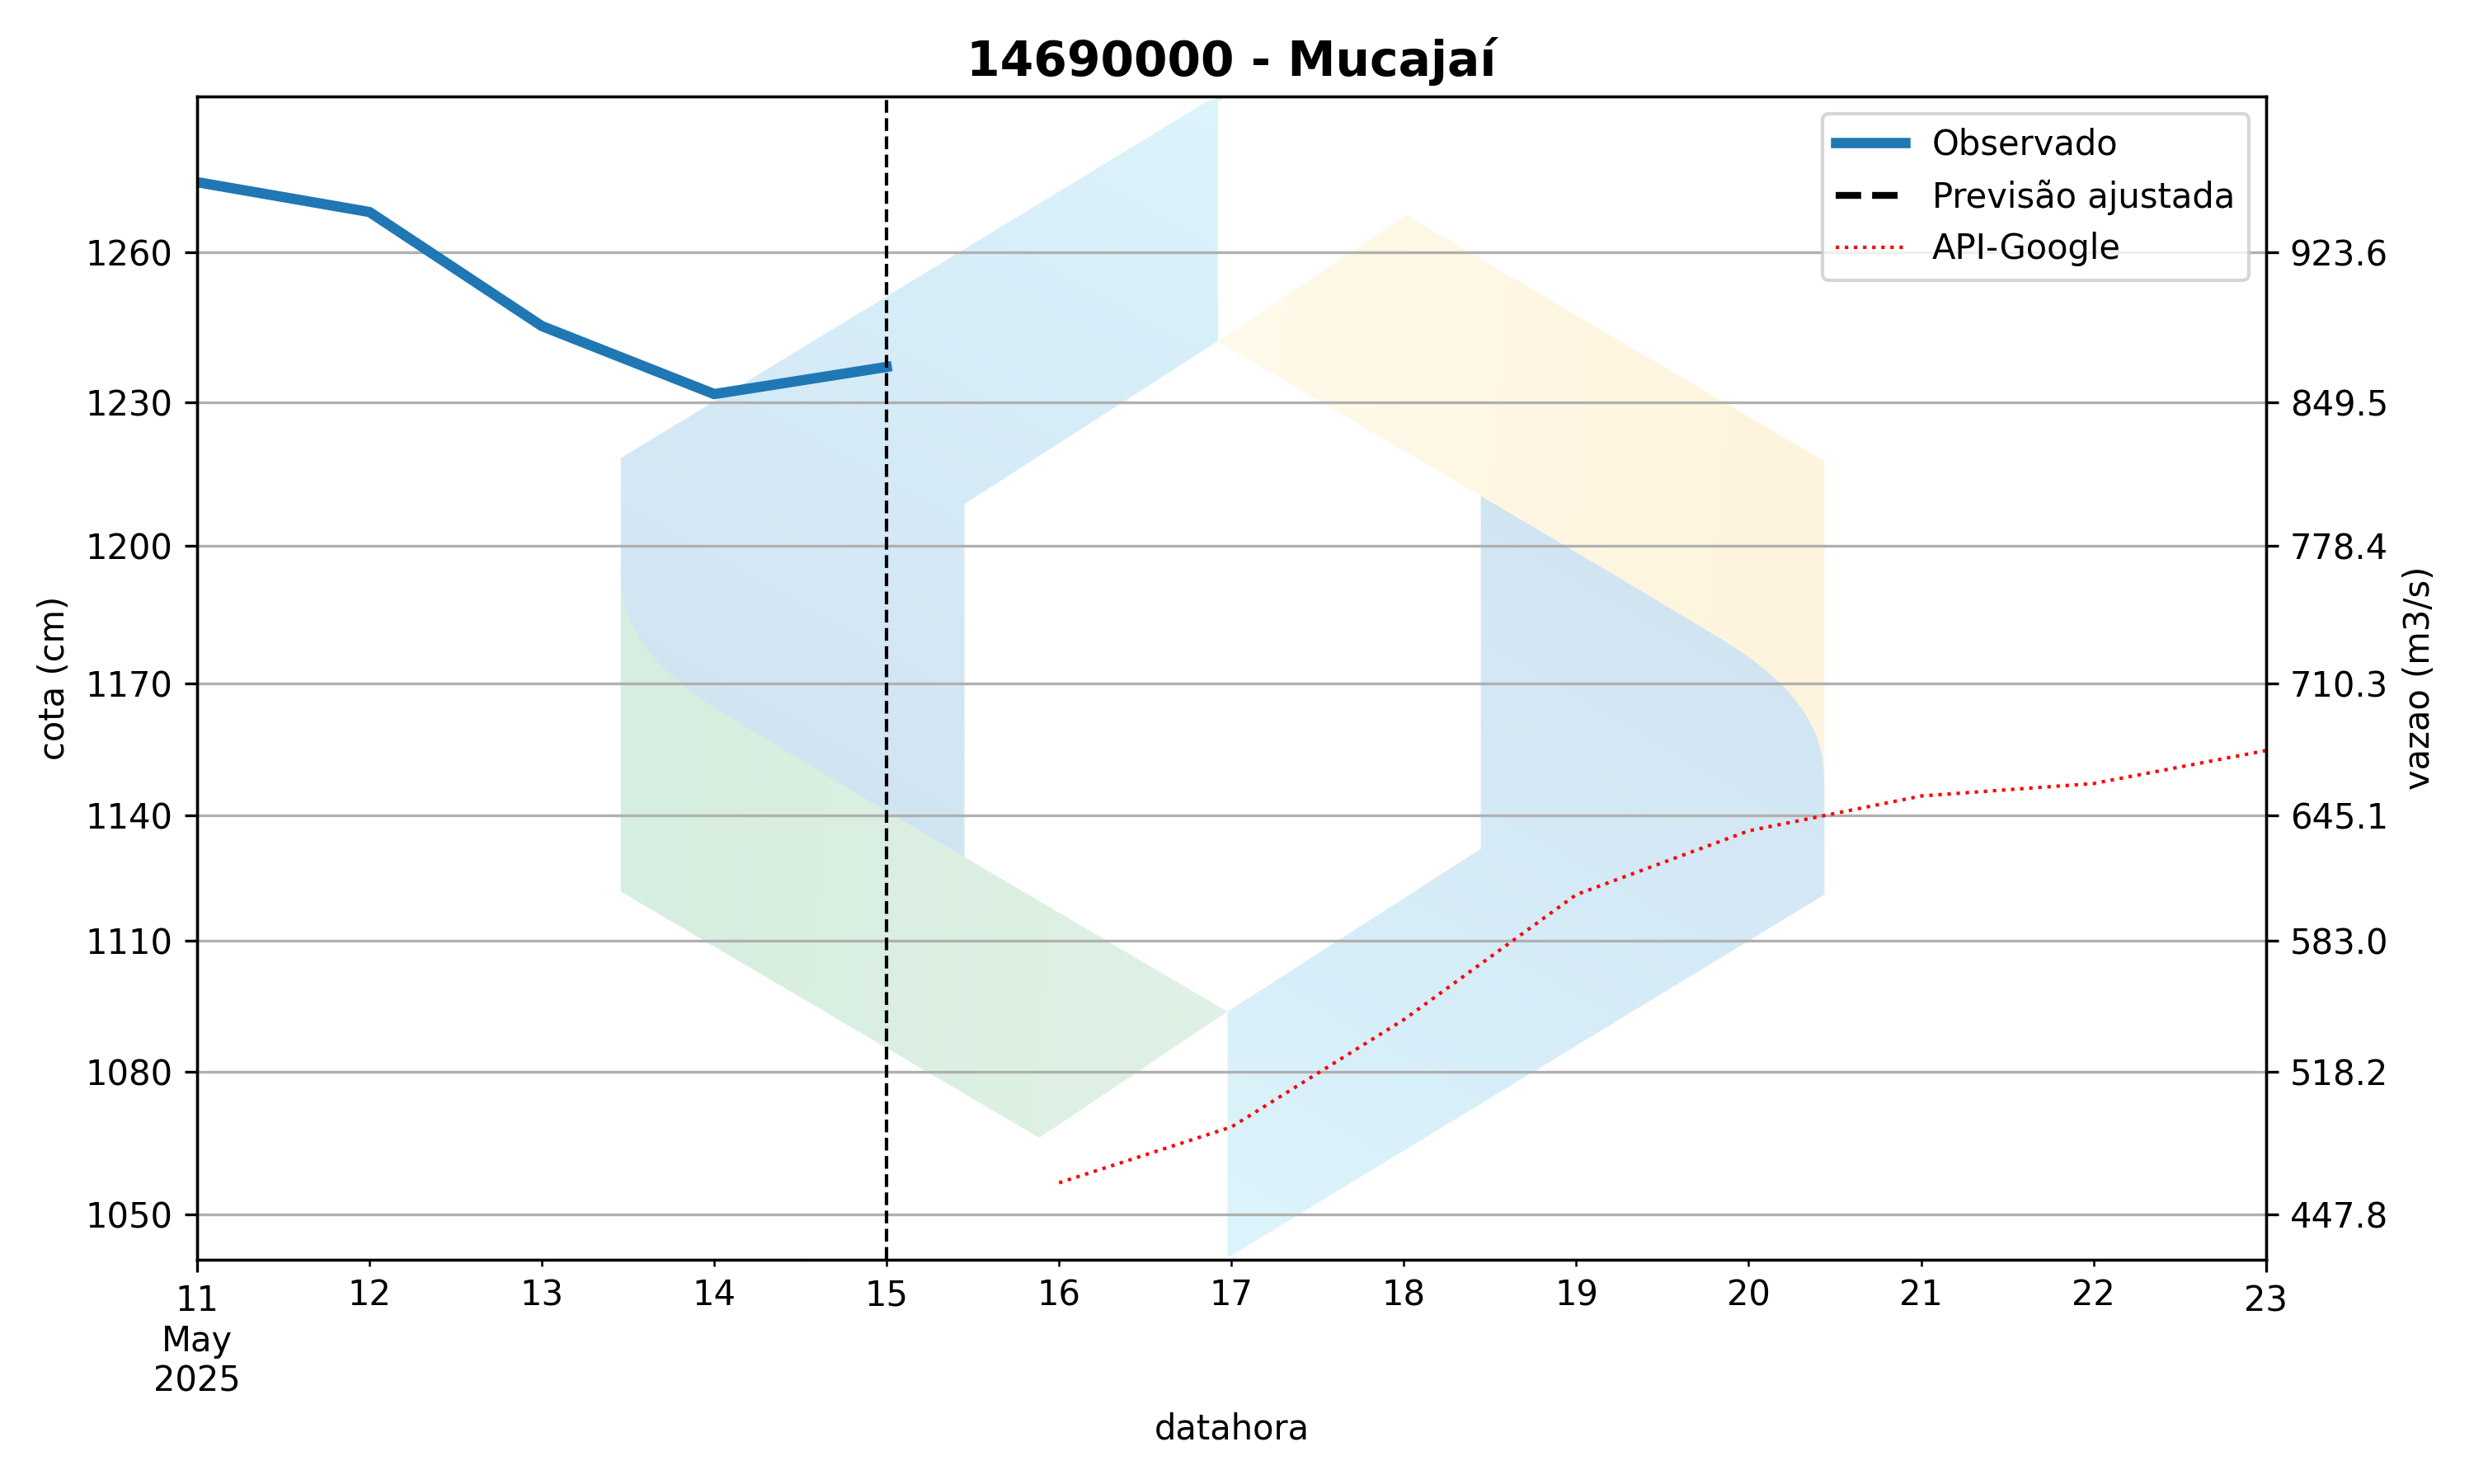 14690000 - Mucajaí
Observado
Previsão ajustada
API-Google
cota (cm)
1260
1230
1200
1170
1140
1110
1080
1050
923.6
849.5
778.4
710.3
645.1
583.0
518.2
447.8
vazao (m3/s)
11 12 13 14 15 16 17 18 19 20 21 22 23
May
2025
datahora